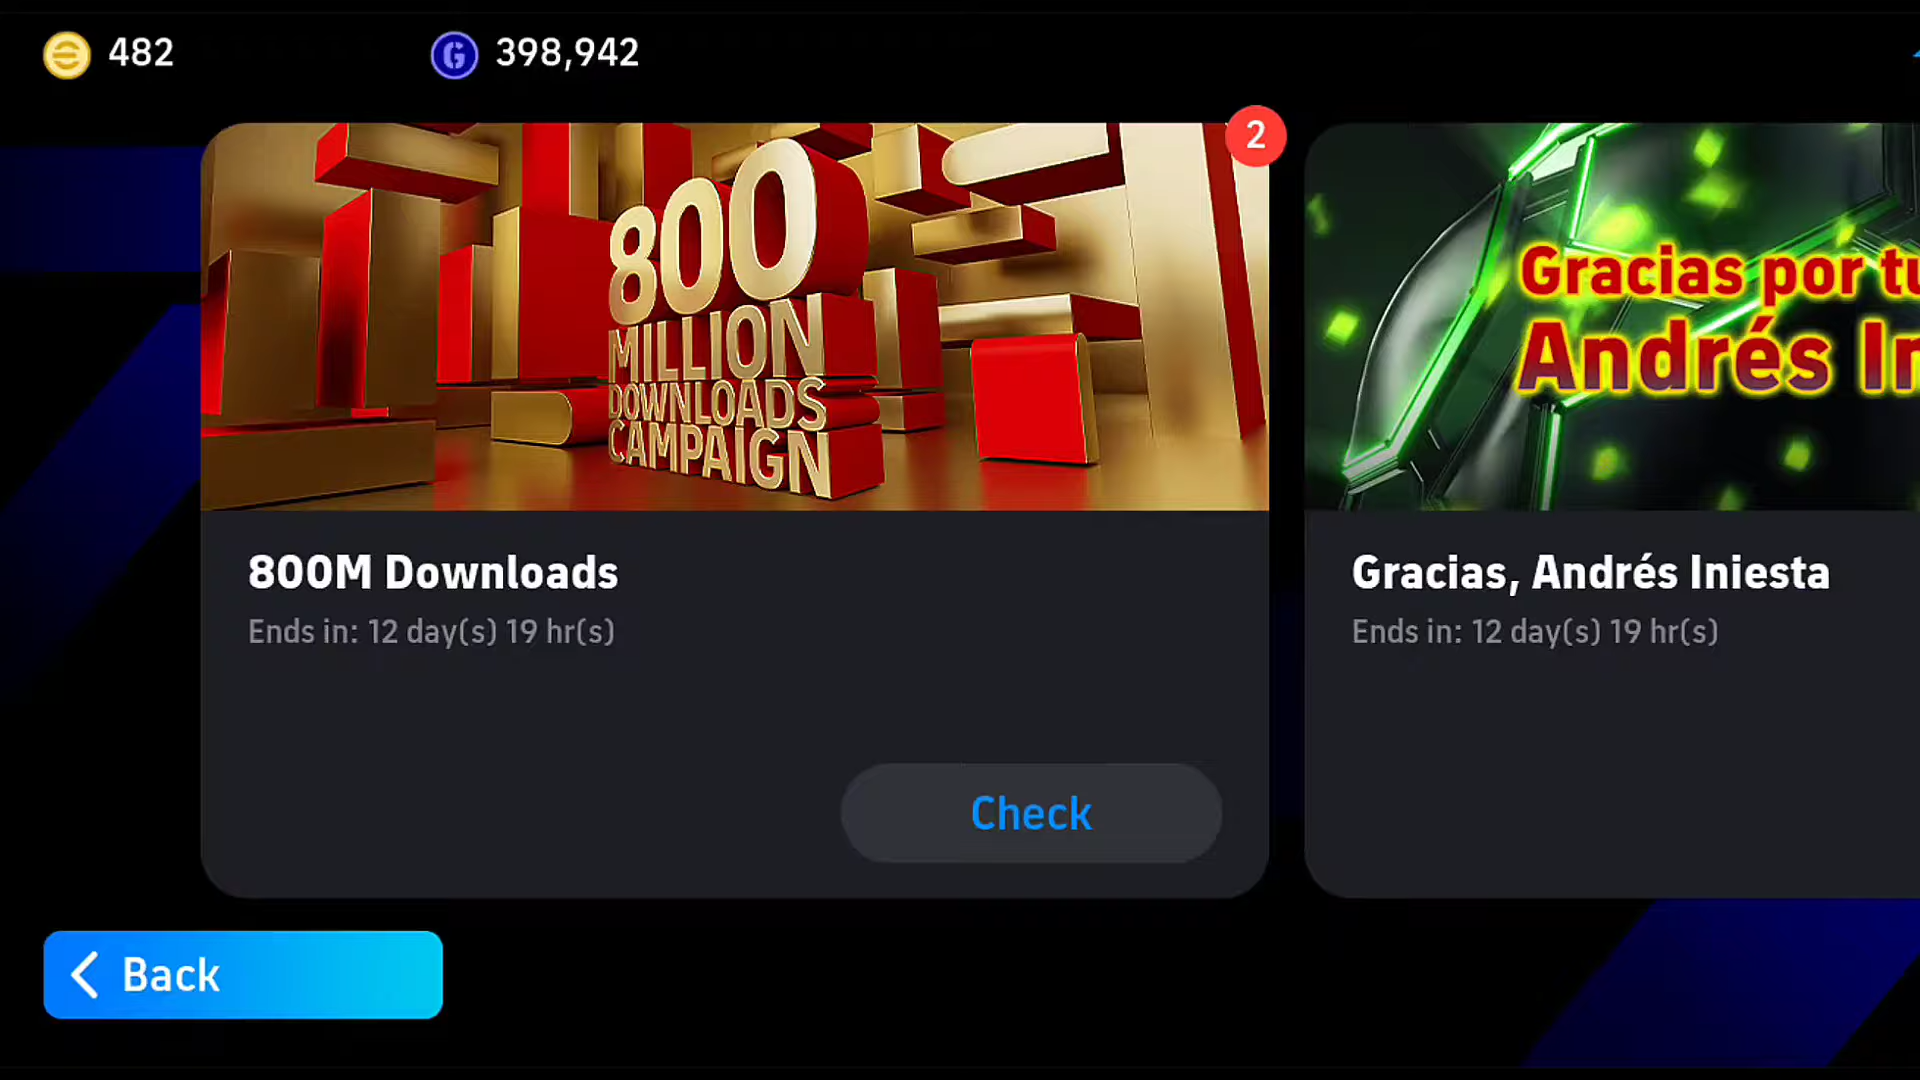 482
398,942
2
800
MILLION
DOWNLOADS
CAMPAIGN
Gracias por tu
Andrés In
800M Downloads
Ends in: 12 day(s) 19 hr(s)
Check
Gracias, Andrés Iniesta
Ends in: 12 day(s) 19 hr(s)
Back